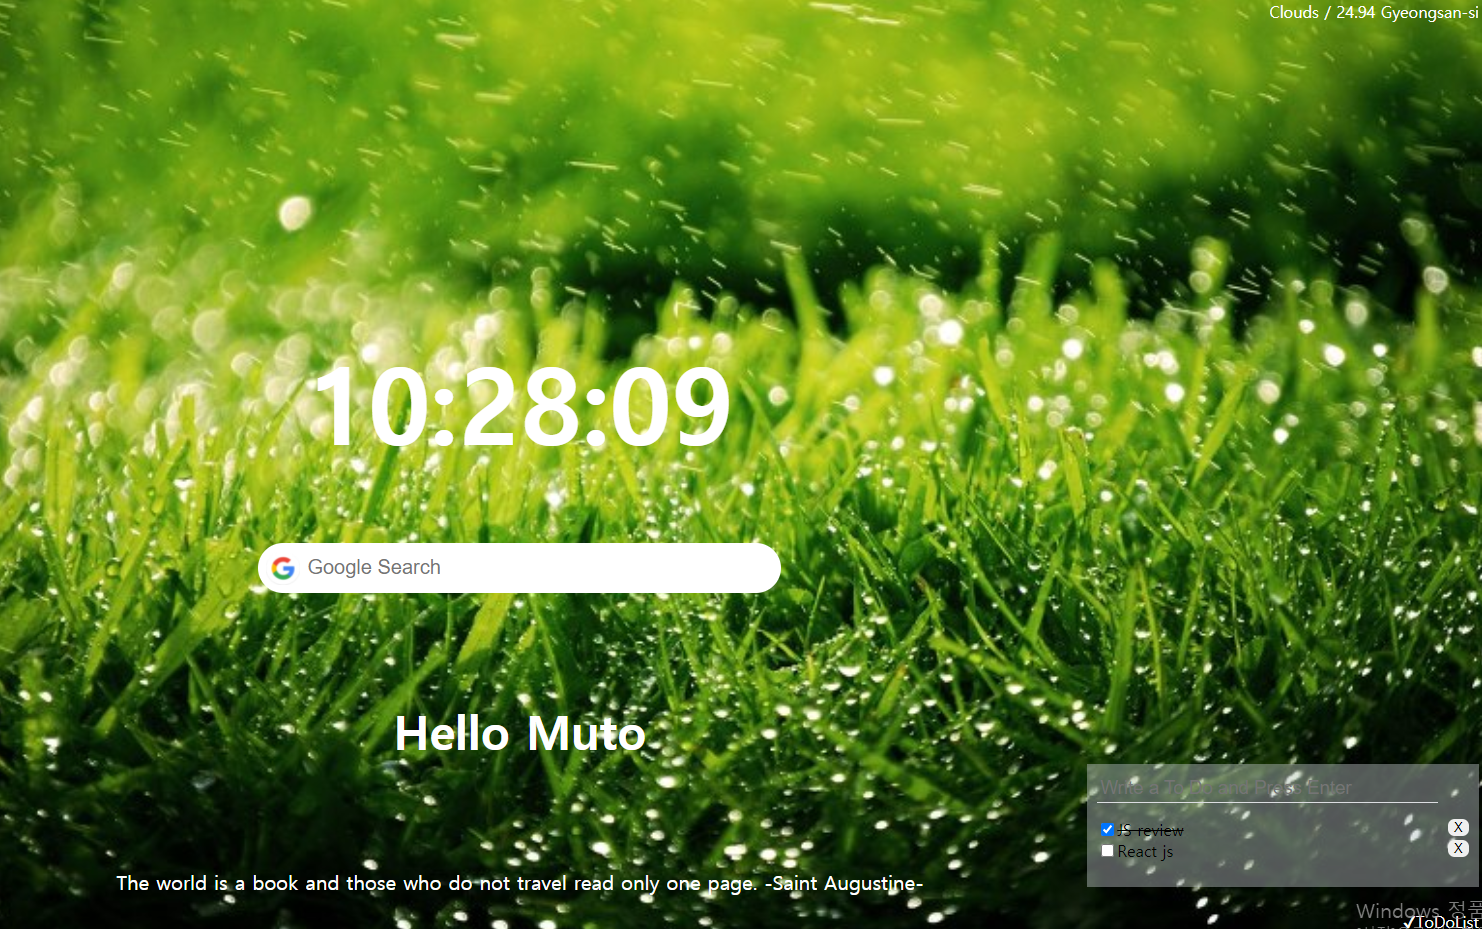 Clouds / 24.94 Gyeongsan-si
10:28:09
Google Search
Hello Muto
Write a To Do and Press Enter
JS review X
React js X
The world is a book and those who do not travel read only one page. -Saint Augustine-
Windows 정품
✓ToDoList